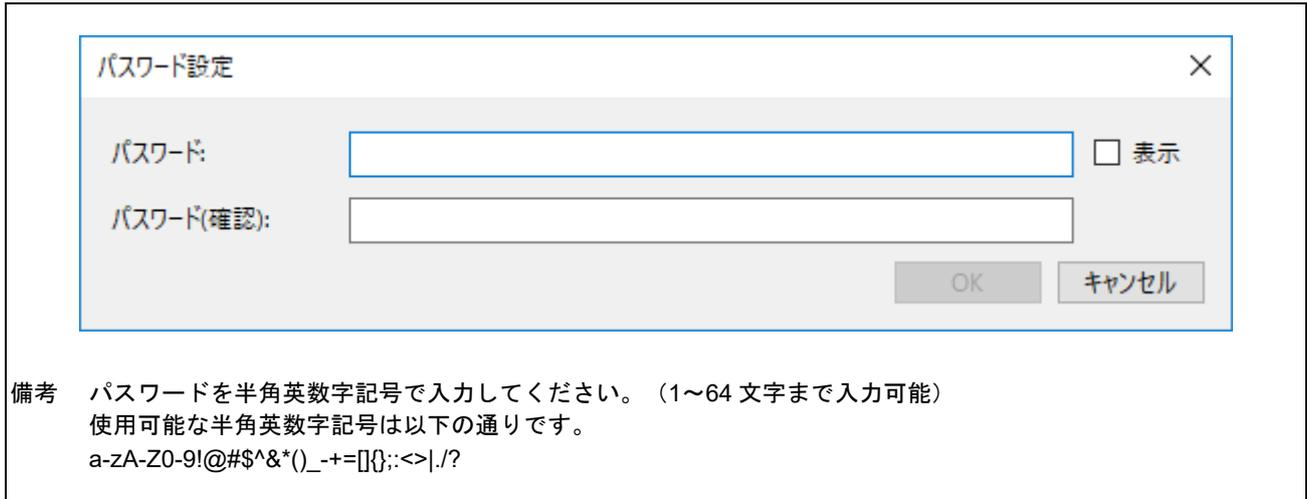 パスワード設定
パスワード:
表示
パスワード(確認):
OK
キャンセル
備考 パスワードを半角英数字記号で入力してください。（1～64 文字まで入力可能）
使用可能な半角英数字記号は以下の通りです。
a-zA-Z0-9!@#$^&*()_-+=[]{};:<>|./?